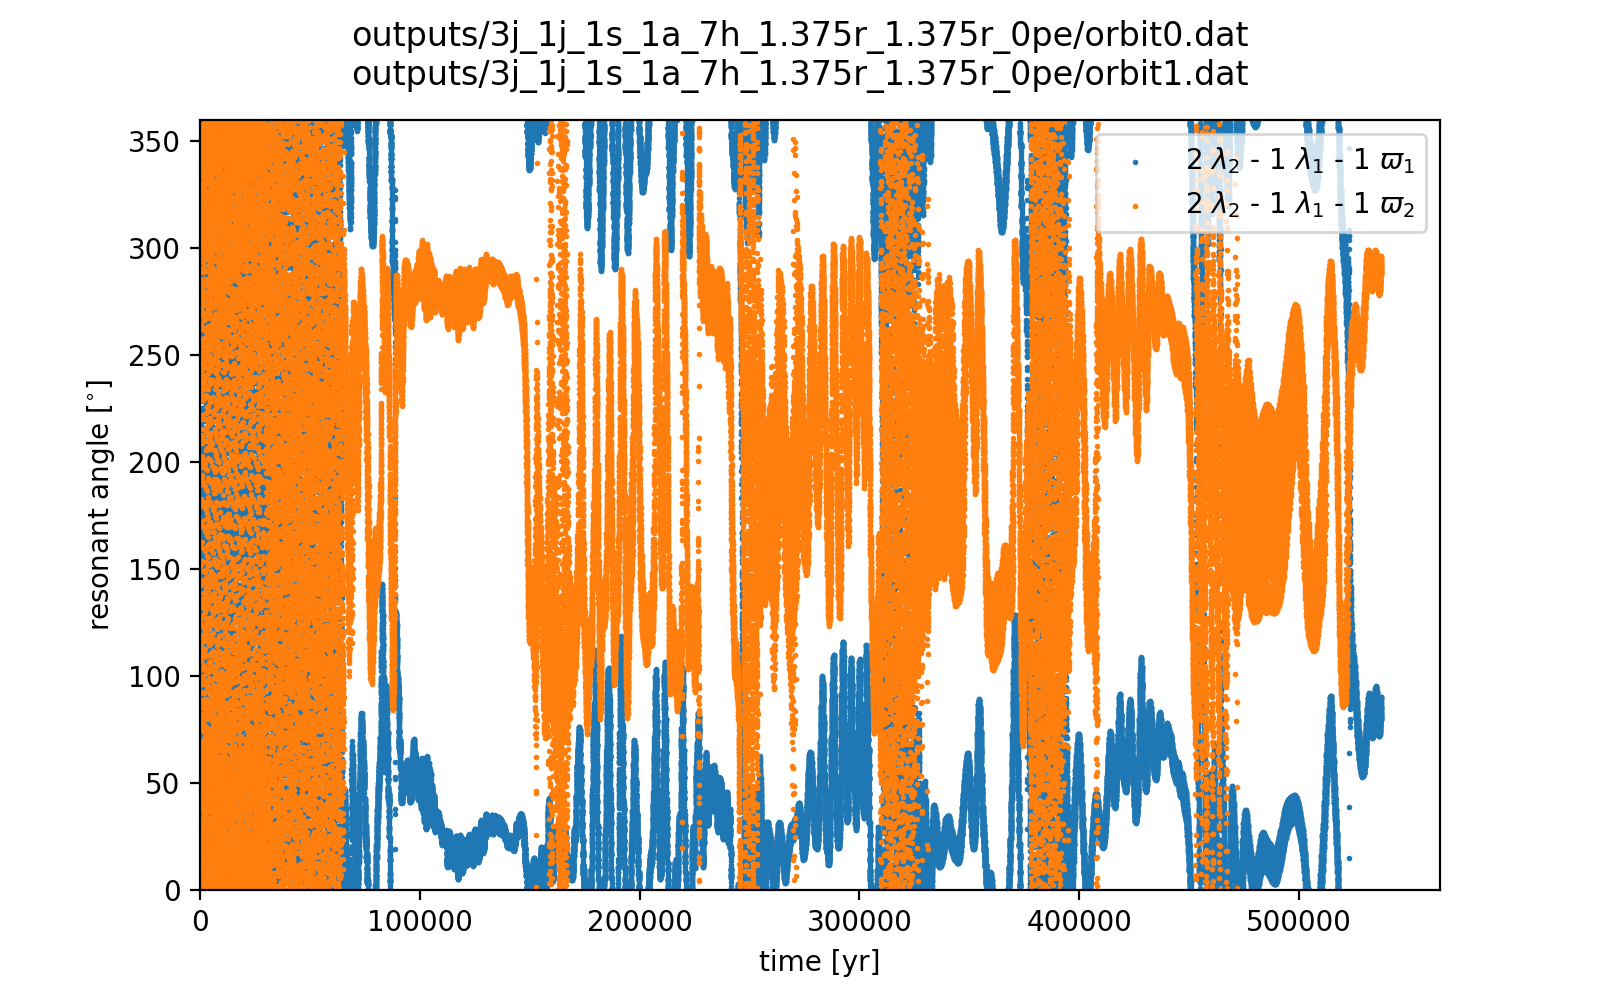 outputs/3j_1j_1s_1a_7h_1.375r_1.375r_0pe/orbit0.dat
outputs/3j_1j_1s_1a_7h_1.375r_1.375r_0pe/orbit1.dat
350
300
250
200
150
100
50
0
resonant angle [°]
2 λ₂ - 1 λ₁ - 1 ϖ₁
2 λ₂ - 1 λ₁ - 1 ϖ₂
0 100000 200000 300000 400000 500000
time [yr]